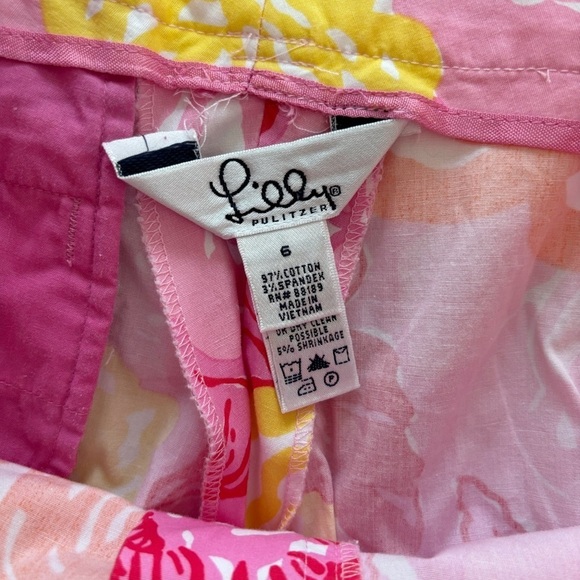 Lilly®
PULITZER
6
97% COTTON
3% SPANDEX
RN# 88189
MADE IN
VIETNAM
OR DRY CLEAN
POSSIBLE
5% SHRINKAGE
P